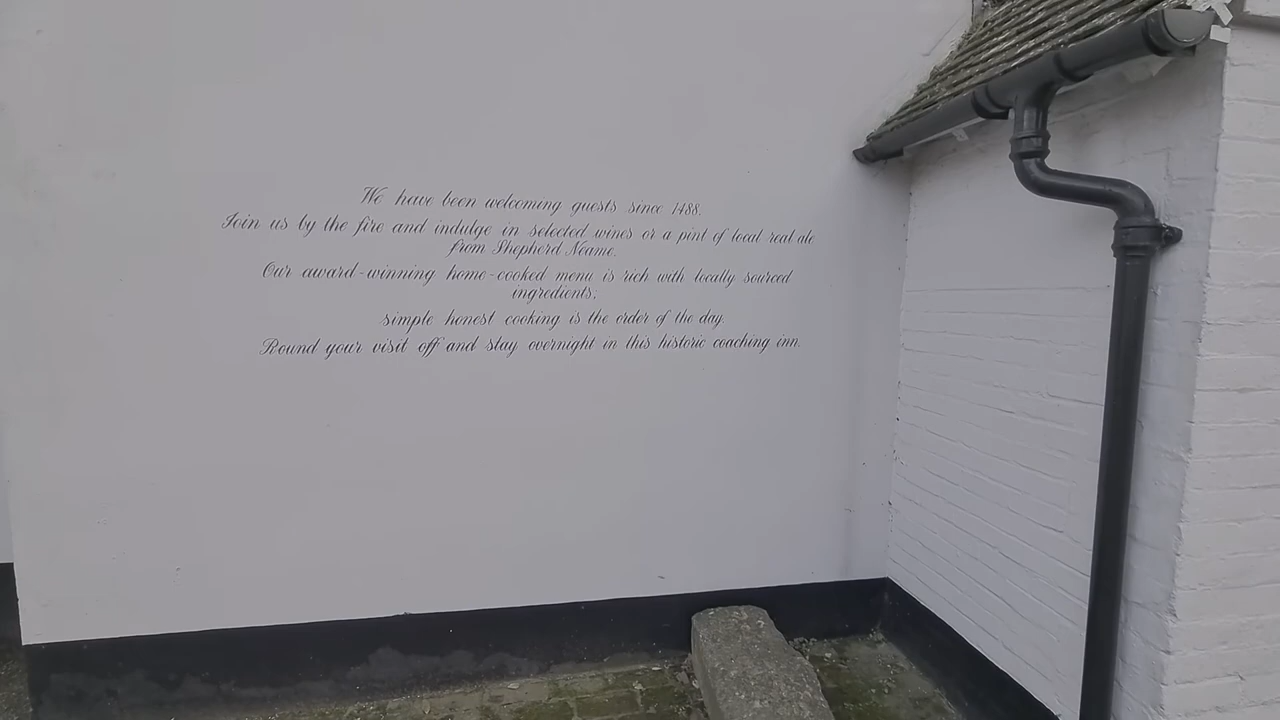 We have been welcoming guests since 1488.
Join us by the fire and indulge in selected wines or a pint of local real ale
from Shepherd Neame.
Our award-winning home-cooked menu is rich with locally sourced
ingredients;
simple honest cooking is the order of the day.
Round your visit off and stay overnight in this historic coaching inn.